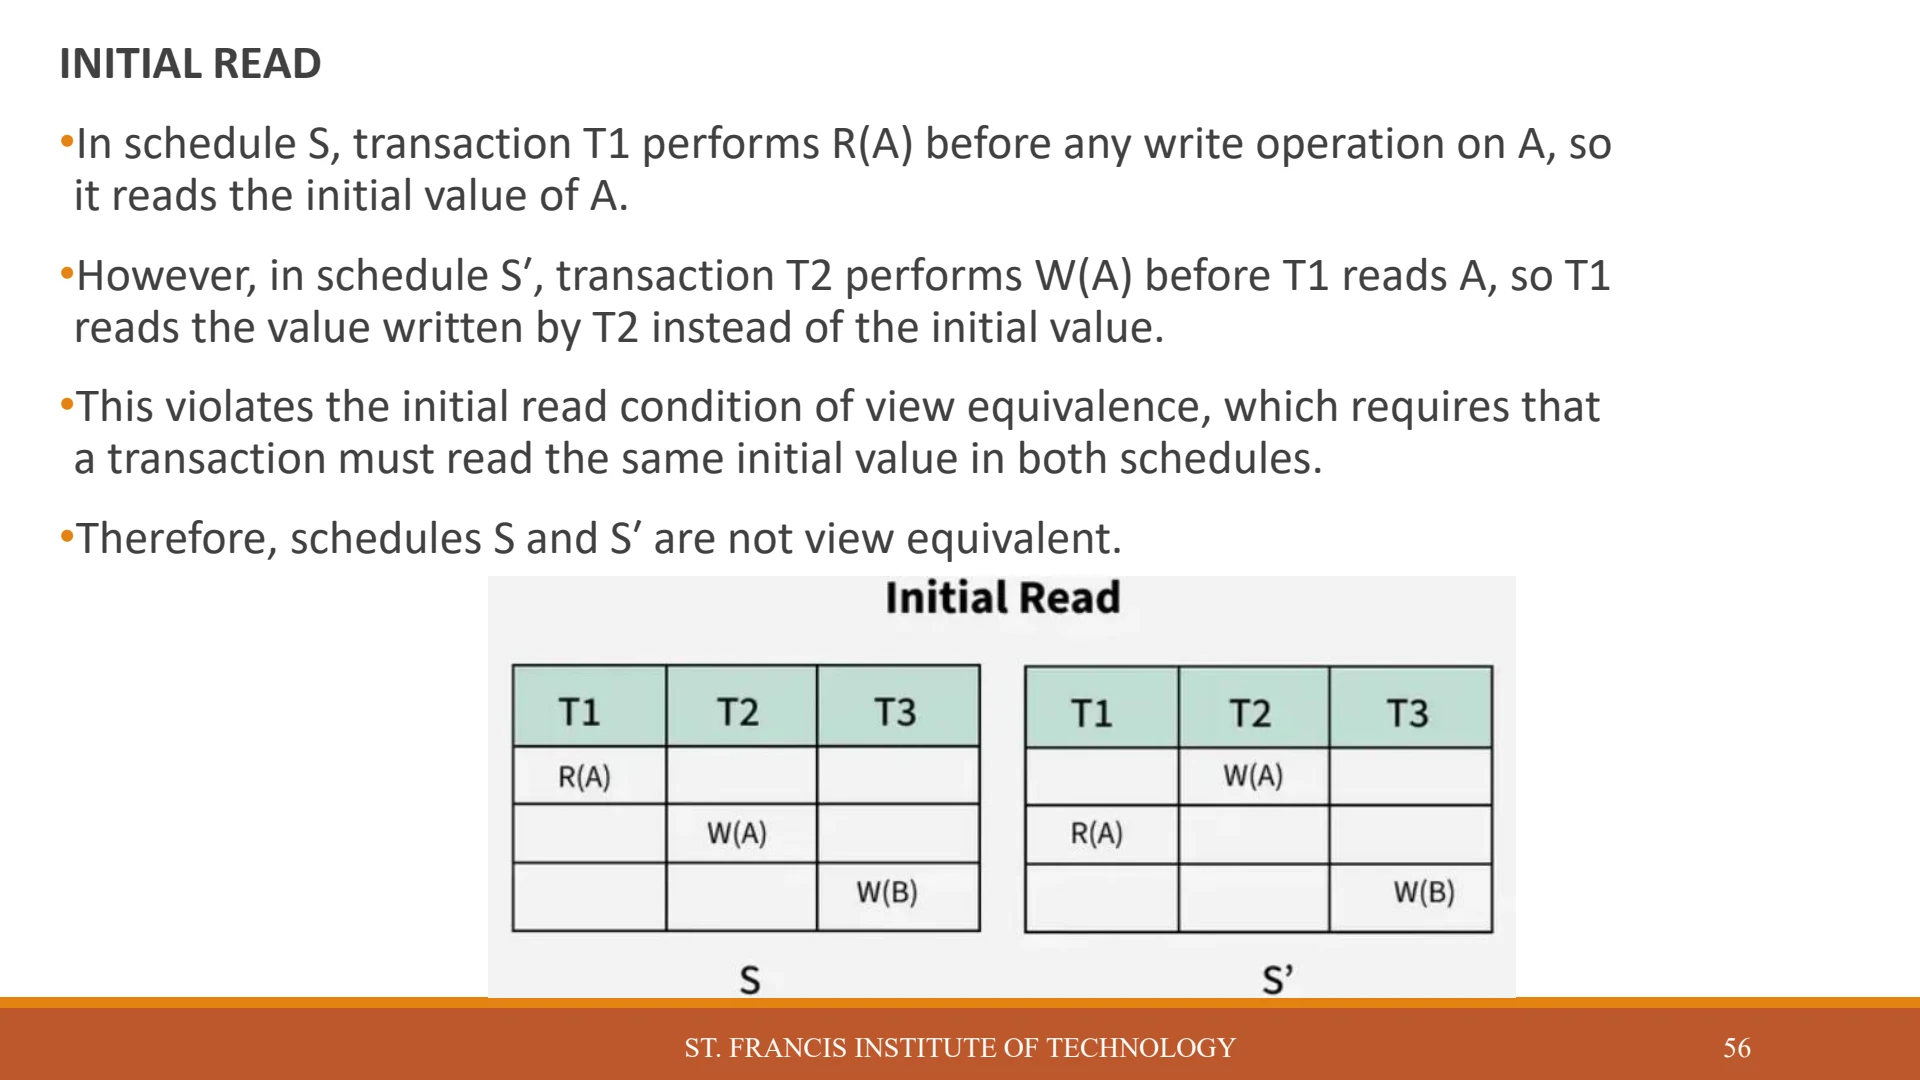 INITIAL READ
•In schedule S, transaction T1 performs R(A) before any write operation on A, so
it reads the initial value of A.
•However, in schedule S′, transaction T2 performs W(A) before T1 reads A, so T1
reads the value written by T2 instead of the initial value.
•This violates the initial read condition of view equivalence, which requires that
a transaction must read the same initial value in both schedules.
•Therefore, schedules S and S′ are not view equivalent.
Initial Read
T1 T2 T3
R(A)
W(A)
W(B)
S
T1 T2 T3
W(A)
R(A)
W(B)
S’
ST. FRANCIS INSTITUTE OF TECHNOLOGY
56